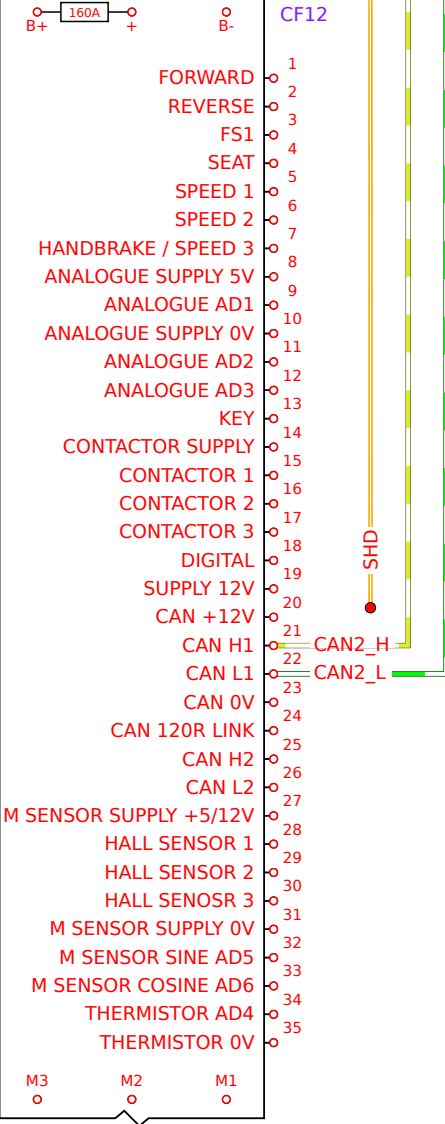 160A
B+ + B-
CF12
FORWARD 1
REVERSE 2
FS1 3
SEAT 4
SPEED 1 5
SPEED 2 6
HANDBRAKE / SPEED 3 7
ANALOGUE SUPPLY 5V 8
ANALOGUE AD1 9
ANALOGUE SUPPLY 0V 10
ANALOGUE AD2 11
ANALOGUE AD3 12
KEY 13
CONTACTOR SUPPLY 14
CONTACTOR 1 15
CONTACTOR 2 16
CONTACTOR 3 17
DIGITAL 18
SUPPLY 12V 19
CAN +12V 20
SHD
CAN H1 21 CAN2_H
CAN L1 22 CAN2_L
CAN 0V 23
CAN 120R LINK 24
CAN H2 25
CAN L2 26
M SENSOR SUPPLY +5/12V 27
HALL SENSOR 1 28
HALL SENSOR 2 29
HALL SENOSR 3 30
M SENSOR SUPPLY 0V 31
M SENSOR SINE AD5 32
M SENSOR COSINE AD6 33
THERMISTOR AD4 34
THERMISTOR 0V 35
M3 M2 M1